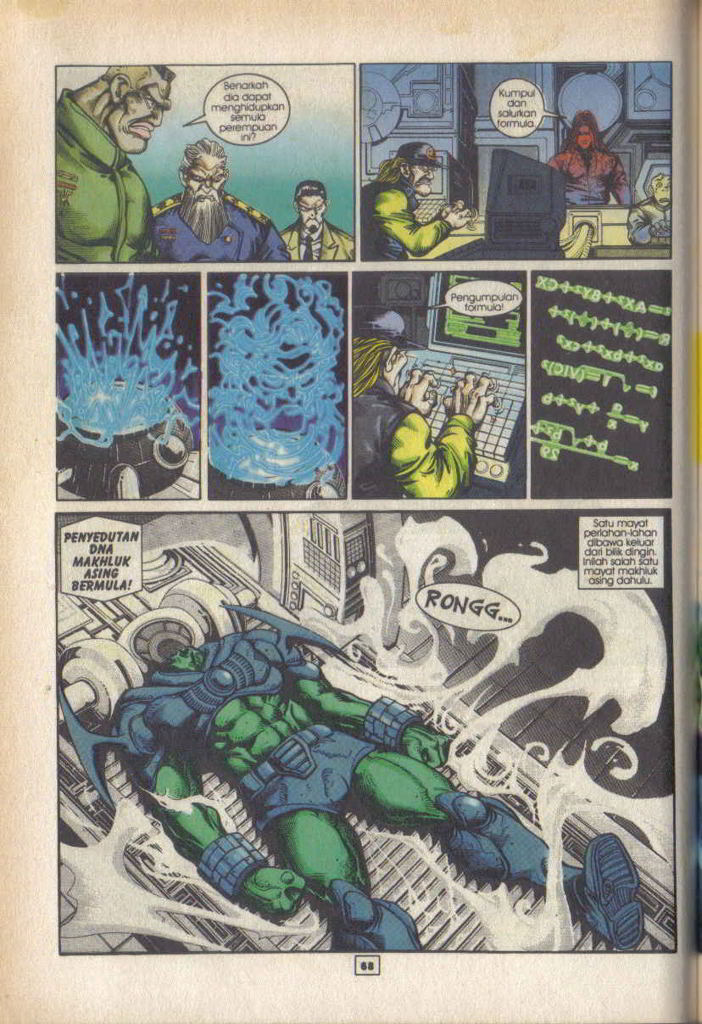 Benarkah
dia dapat
menghidupkan
semula
perempuan
ini?
Kumpul
dan
salurkan
formula.
Pengumpulan
formula!
PENYEDUTAN
DNA
MAKHLUK
ASING
BERMULA!
Satu mayat
perlahan-lahan
dibawa keluar
dari bilik dingin.
Inilah salah satu
mayat makhluk
asing dahulu.
RONGG...
68